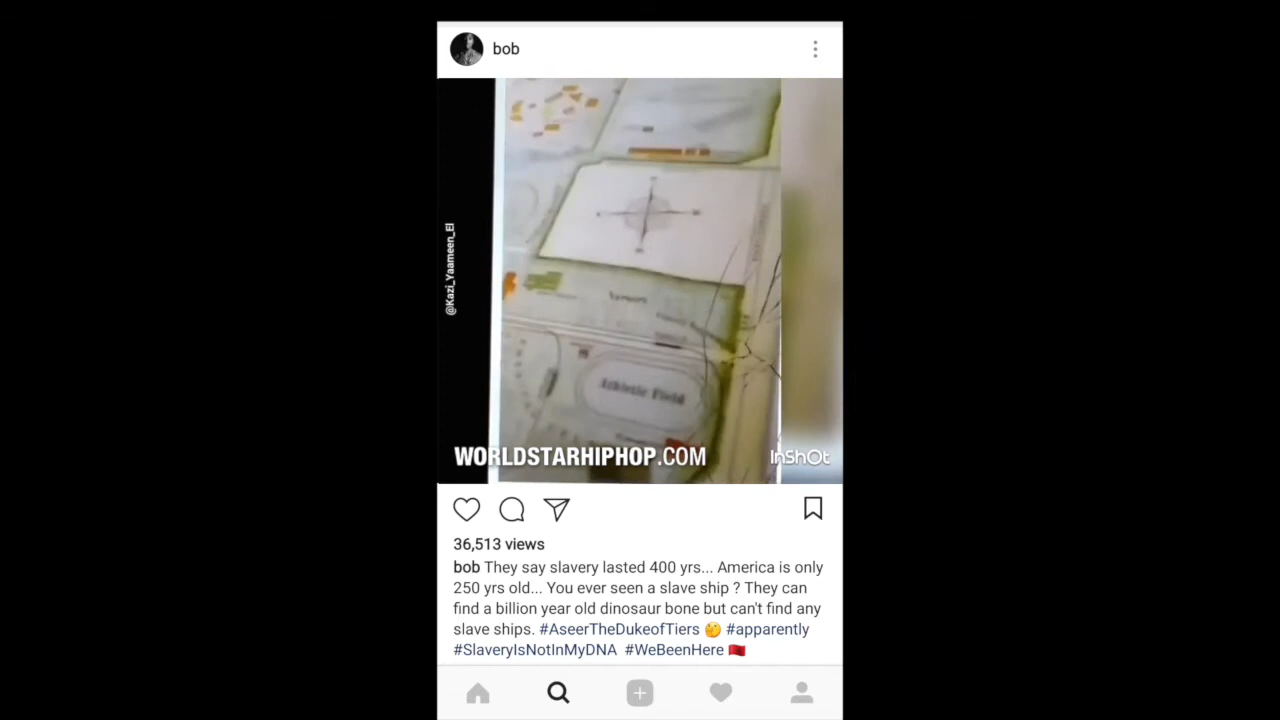 bob
@Kazi_Yaameen_El
Athletic Field
WORLDSTARHIPHOP.COM
InShOt
36,513 views
bob They say slavery lasted 400 yrs... America is only
250 yrs old... You ever seen a slave ship ? They can
find a billion year old dinosaur bone but can't find any
slave ships. #AseerTheDukeofTiers 🤔 #apparently
#SlaveryIsNotInMyDNA #WeBeenHere 🇲🇦